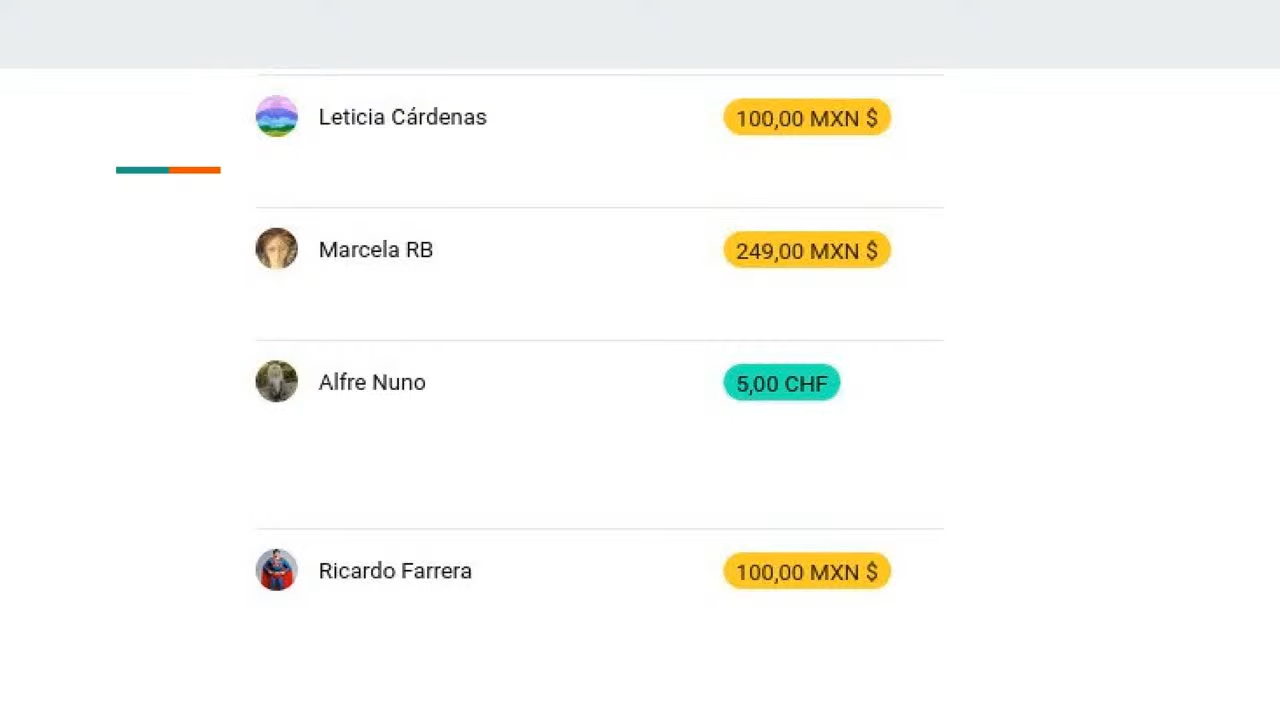 Leticia Cárdenas 100,00 MXN $
Marcela RB 249,00 MXN $
Alfre Nuno 5,00 CHF
Ricardo Farrera 100,00 MXN $